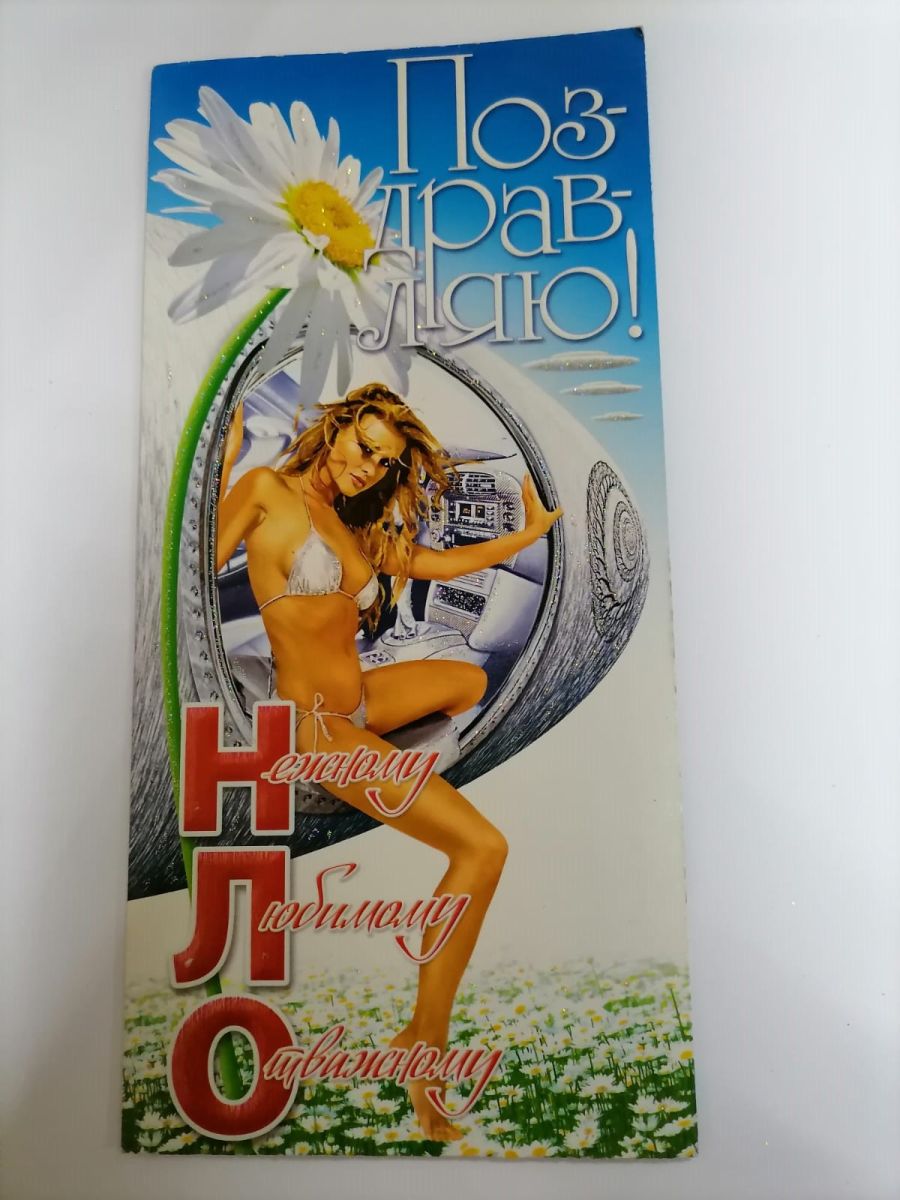 Поз-
драв-
ляю!
Нежному
Любимому
Отважному